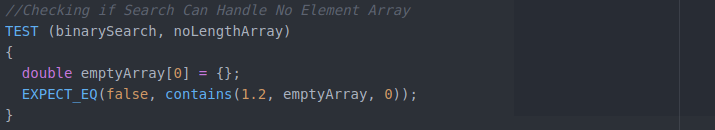 //Checking if Search Can Handle No Element Array
TEST (binarySearch, noLengthArray)
{
  double emptyArray[0] = {};
  EXPECT_EQ(false, contains(1.2, emptyArray, 0));
}